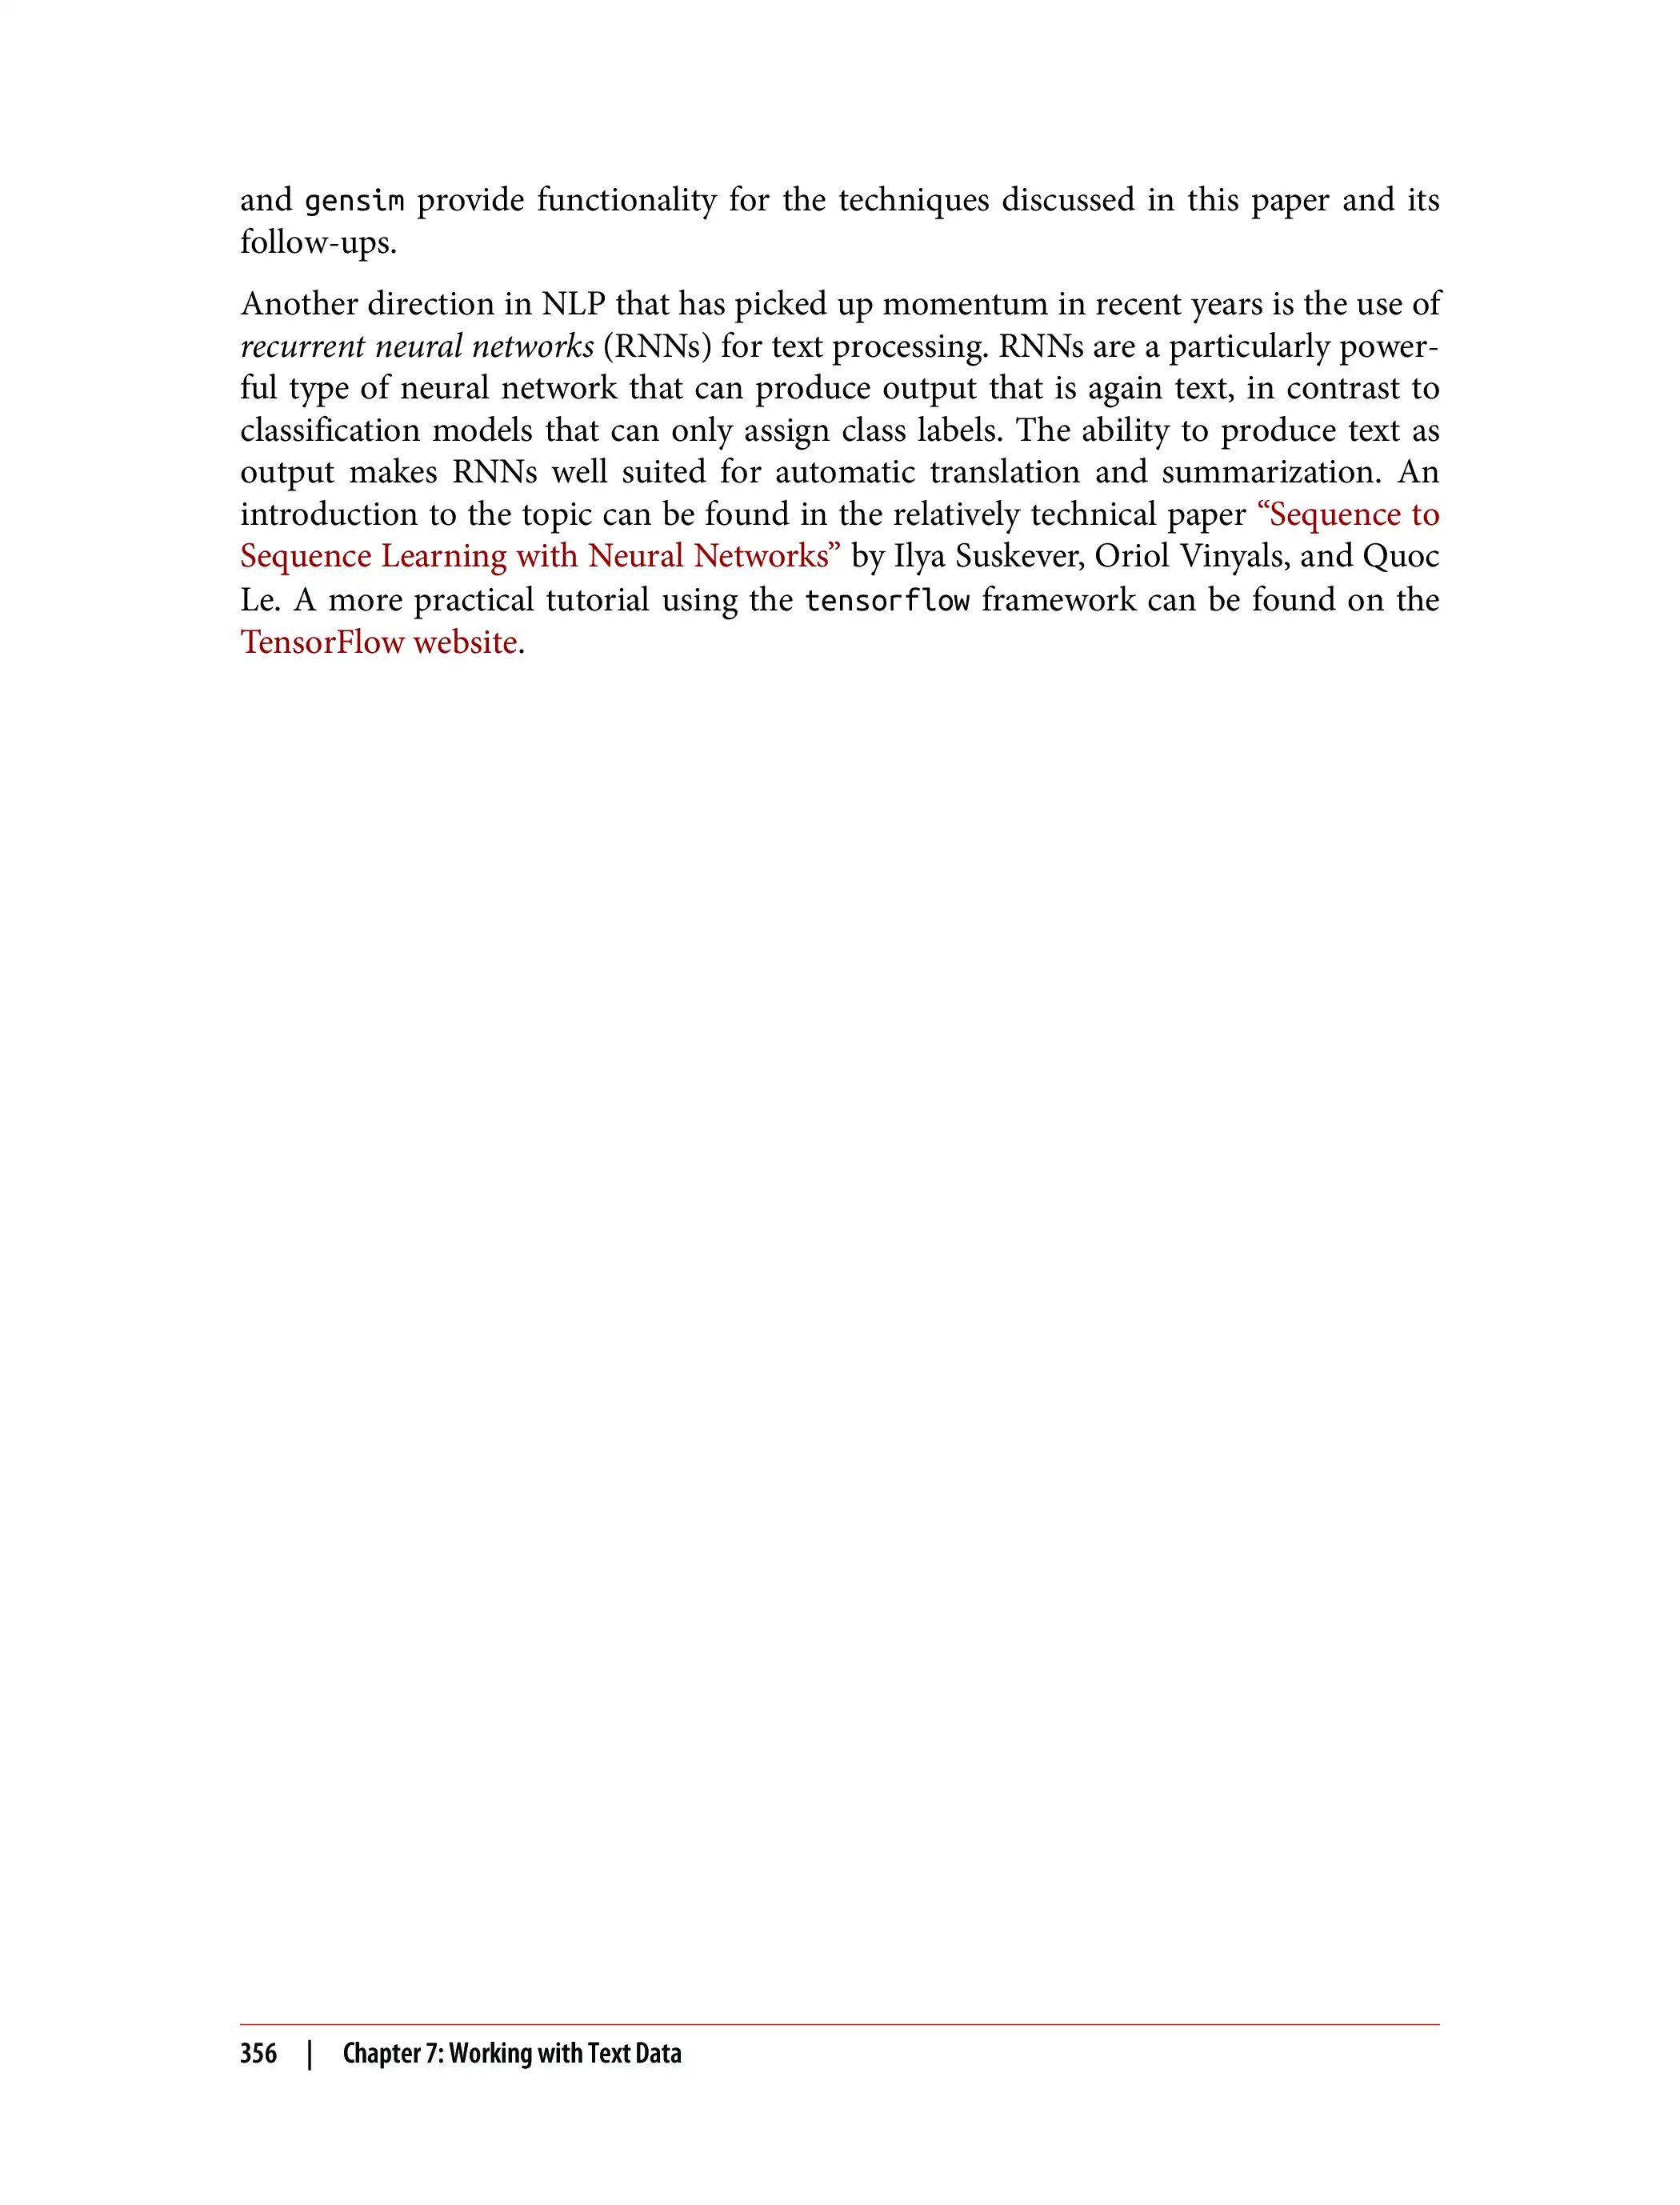 and gensim provide functionality for the techniques discussed in this paper and its
follow-ups.
Another direction in NLP that has picked up momentum in recent years is the use of
recurrent neural networks (RNNs) for text processing. RNNs are a particularly power-
ful type of neural network that can produce output that is again text, in contrast to
classification models that can only assign class labels. The ability to produce text as
output makes RNNs well suited for automatic translation and summarization. An
introduction to the topic can be found in the relatively technical paper “Sequence to
Sequence Learning with Neural Networks” by Ilya Suskever, Oriol Vinyals, and Quoc
Le. A more practical tutorial using the tensorflow framework can be found on the
TensorFlow website.
356 | Chapter 7: Working with Text Data